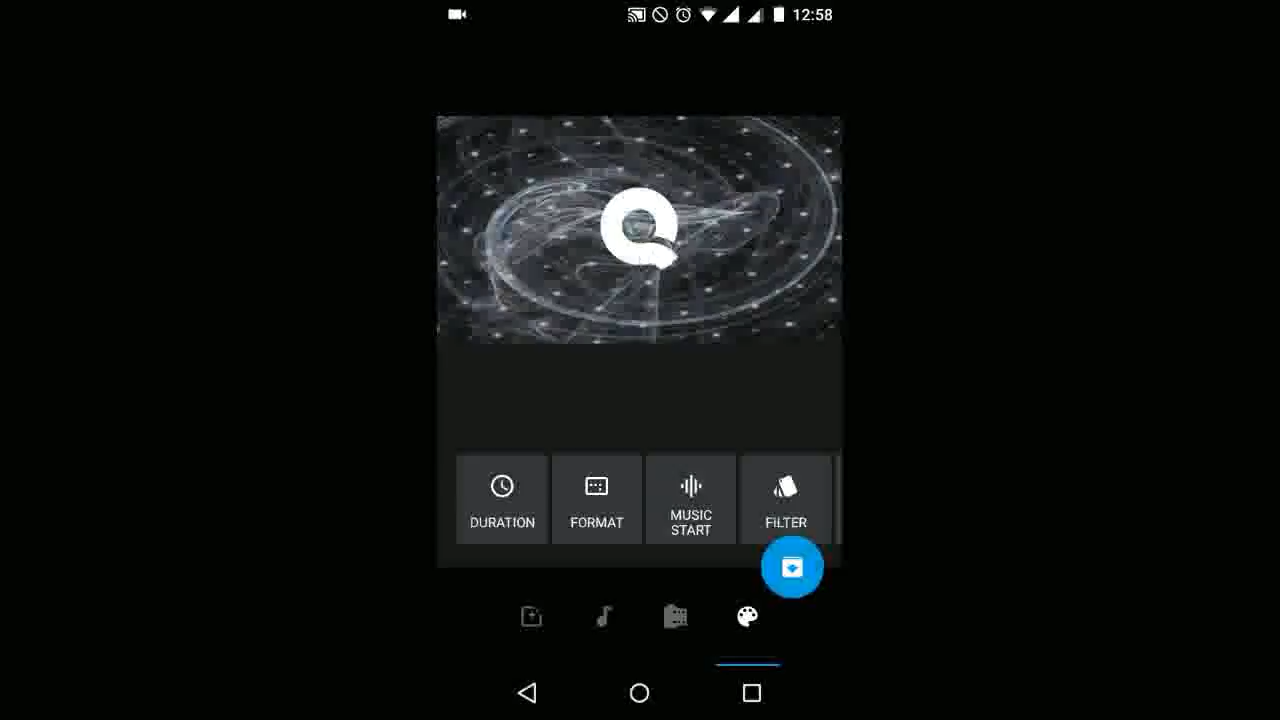 12:58
DURATION
FORMAT
MUSIC
START
FILTER